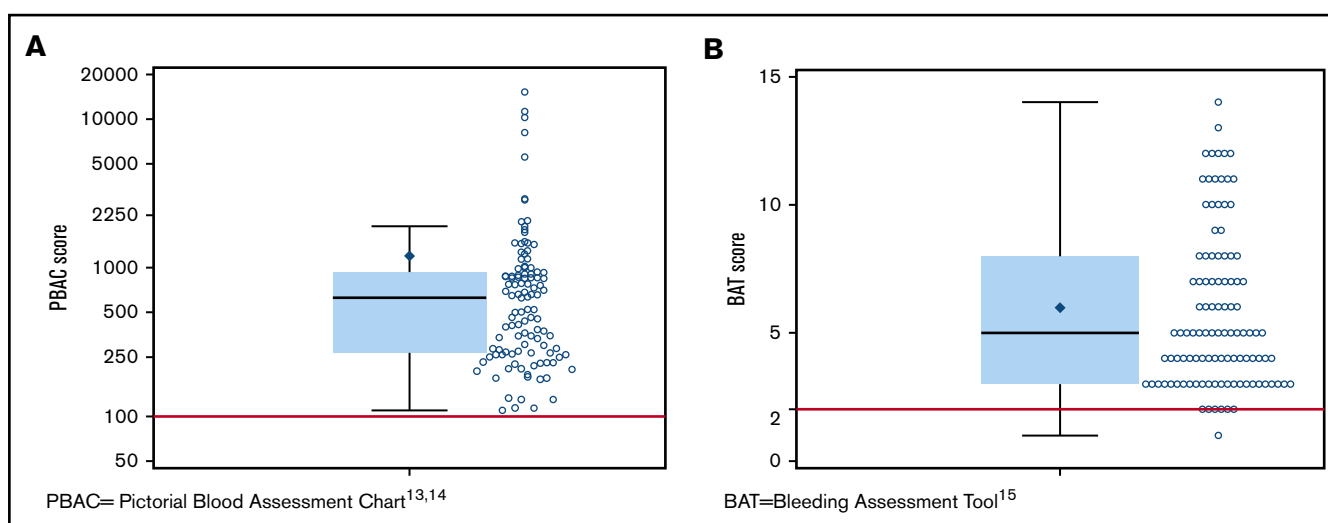 A
B
PBAC score
20000
10000
5000
2250
1000
500
250
100
50
BAT score
15
10
5
2
0
PBAC= Pictorial Blood Assessment Chart13,14
BAT=Bleeding Assessment Tool15